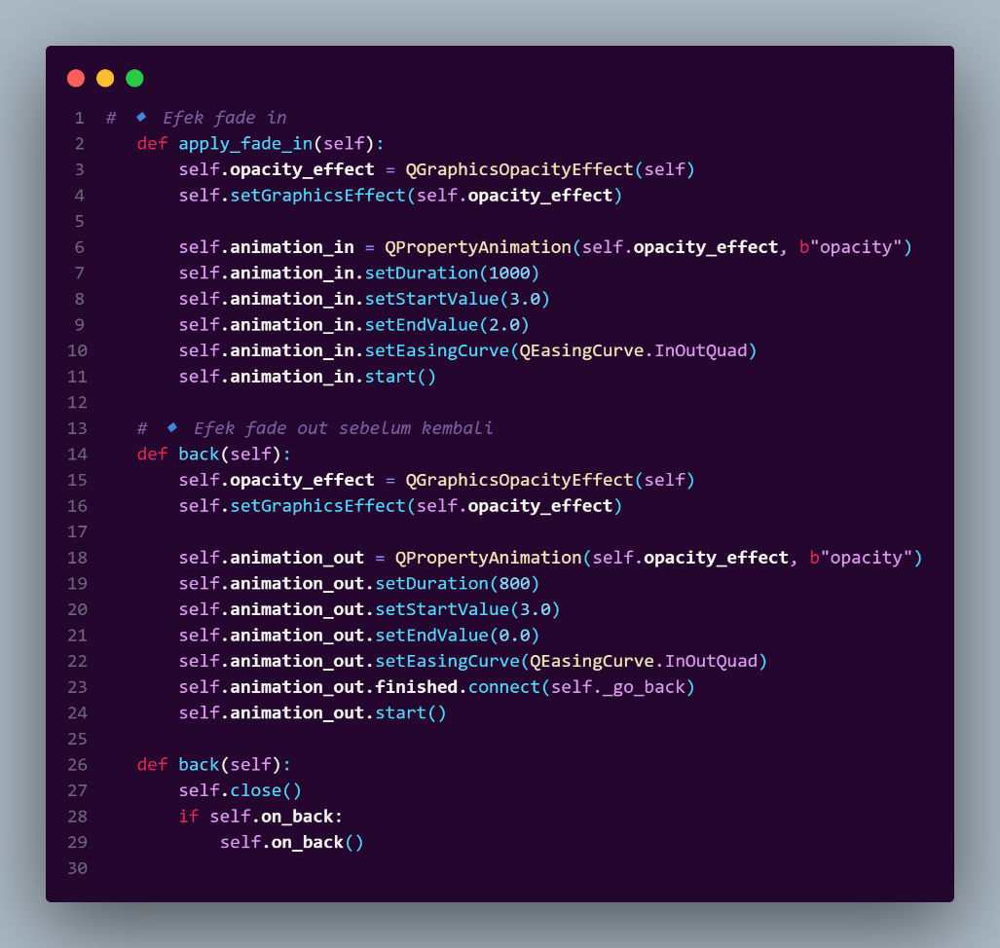 1 # 🔹 Efek fade in
2     def apply_fade_in(self):
3         self.opacity_effect = QGraphicsOpacityEffect(self)
4         self.setGraphicsEffect(self.opacity_effect)
5
6         self.animation_in = QPropertyAnimation(self.opacity_effect, b"opacity")
7         self.animation_in.setDuration(1000)
8         self.animation_in.setStartValue(3.0)
9         self.animation_in.setEndValue(2.0)
10         self.animation_in.setEasingCurve(QEasingCurve.InOutQuad)
11         self.animation_in.start()
12
13     # 🔹 Efek fade out sebelum kembali
14     def back(self):
15         self.opacity_effect = QGraphicsOpacityEffect(self)
16         self.setGraphicsEffect(self.opacity_effect)
17
18         self.animation_out = QPropertyAnimation(self.opacity_effect, b"opacity")
19         self.animation_out.setDuration(800)
20         self.animation_out.setStartValue(3.0)
21         self.animation_out.setEndValue(0.0)
22         self.animation_out.setEasingCurve(QEasingCurve.InOutQuad)
23         self.animation_out.finished.connect(self._go_back)
24         self.animation_out.start()
25
26     def back(self):
27         self.close()
28         if self.on_back:
29             self.on_back()
30